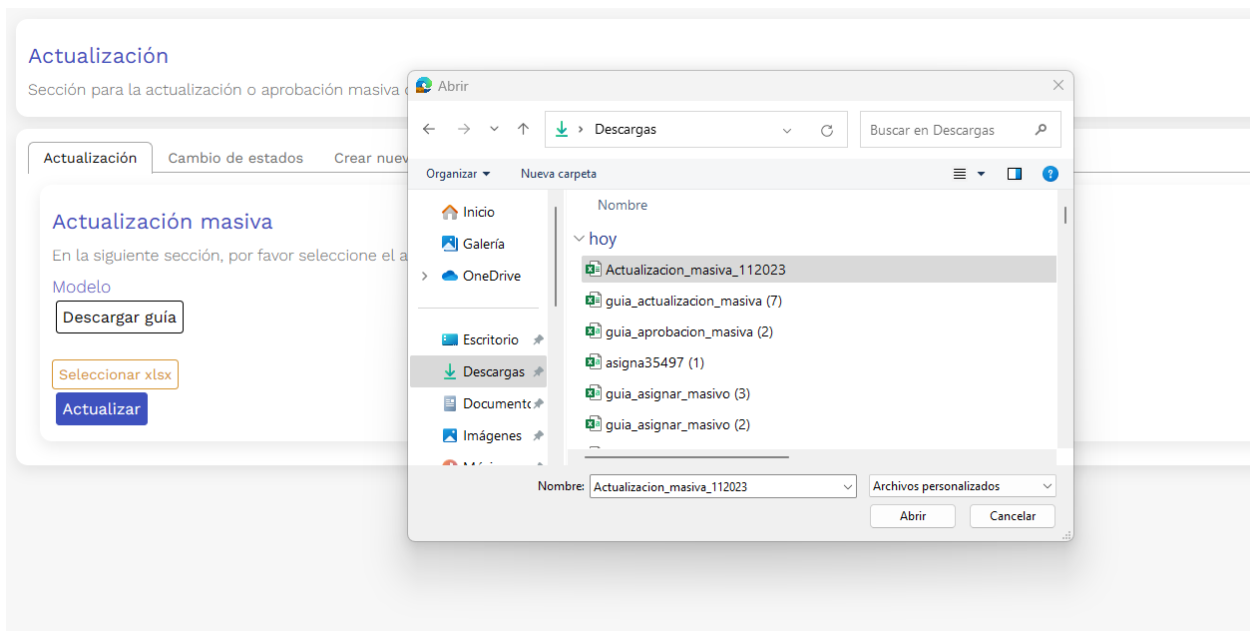 Actualización
Sección para la actualización o aprobación masiva
Actualización
Cambio de estados
Crear
Actualización masiva
En la siguiente sección, por favor seleccione el
Modelo
Descargar guía
Seleccionar xlsx
Actualizar
Abrir
Descargas
Buscar en Descargas
Organizar
Nueva carpeta
Inicio
Galería
OneDrive
Escritorio
Descargas
Imágenes
Nombre
hoy
Actualizacion_masiva_112023
guia_actualizacion_masiva (7)
guia_aprobacion_masiva (2)
asigna35497 (1)
guia_asignar_masivo (3)
guia_asignar_masivo (2)
Nombre: Actualizacion_masiva_112023
Archivos personalizados
Abrir
Cancelar